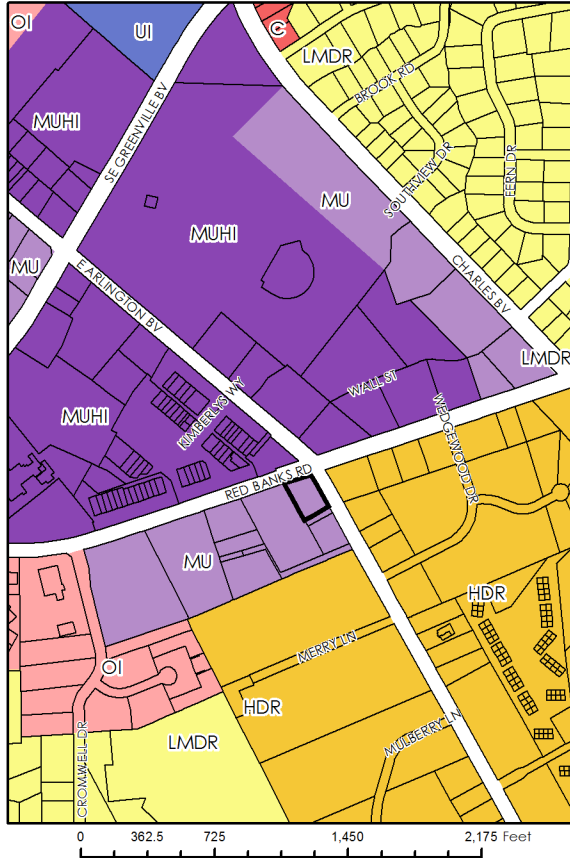 OI
UI
C
LMDR
BROOK RD
MUHI
SE GREENVILLE BV
SOUTHVIEW DR
FERN DR
MU
MUHI
MU
E ARLINGTON BV
CHARLES BV
LMDR
WALL ST
KIMBERLYS WY
WEDGEWOOD DR
MUHI
RED BANKS RD
MU
HDR
MERRY LN
OI
HDR
MULBERRY LN
LMDR
CROMWELL DR
0 362.5 725 1,450 2,175 Feet